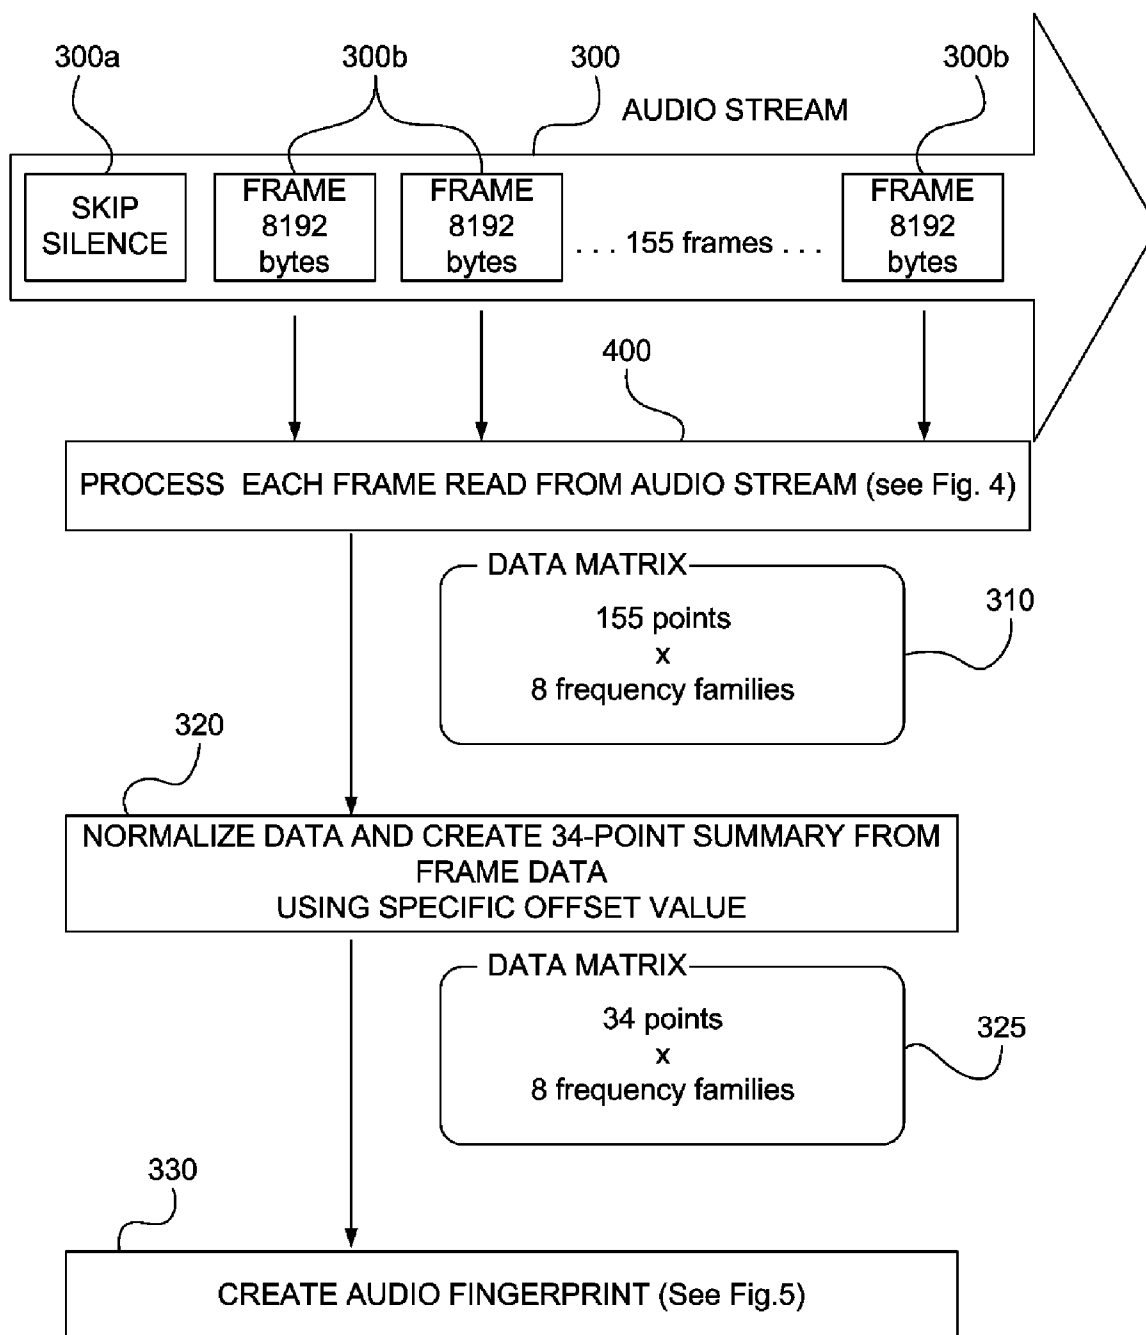 300a
300b
300
300b
AUDIO STREAM
SKIP
SILENCE
FRAME
8192
bytes
FRAME
8192
bytes
. . . 155 frames . . .
FRAME
8192
bytes
400
PROCESS EACH FRAME READ FROM AUDIO STREAM (see Fig. 4)
DATA MATRIX
155 points
x
8 frequency families
310
320
NORMALIZE DATA AND CREATE 34-POINT SUMMARY FROM
FRAME DATA
USING SPECIFIC OFFSET VALUE
DATA MATRIX
34 points
x
8 frequency families
325
330
CREATE AUDIO FINGERPRINT (See Fig.5)